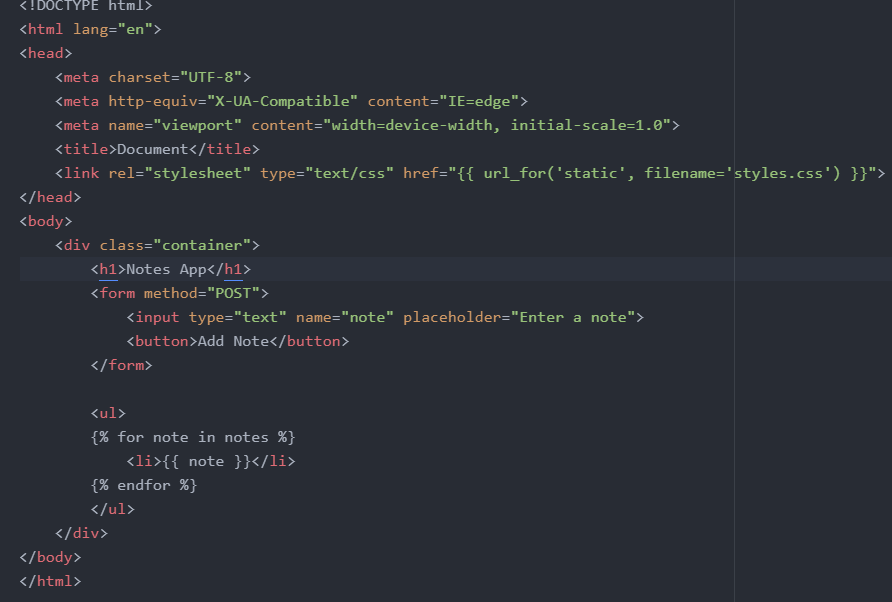 <!DOCTYPE html>
<html lang="en">
<head>
    <meta charset="UTF-8">
    <meta http-equiv="X-UA-Compatible" content="IE=edge">
    <meta name="viewport" content="width=device-width, initial-scale=1.0">
    <title>Document</title>
    <link rel="stylesheet" type="text/css" href="{{ url_for('static', filename='styles.css') }}">
</head>
<body>
    <div class="container">
        <h1>Notes App</h1>
        <form method="POST">
            <input type="text" name="note" placeholder="Enter a note">
            <button>Add Note</button>
        </form>

        <ul>
        {% for note in notes %}
            <li>{{ note }}</li>
        {% endfor %}
        </ul>
    </div>
</body>
</html>